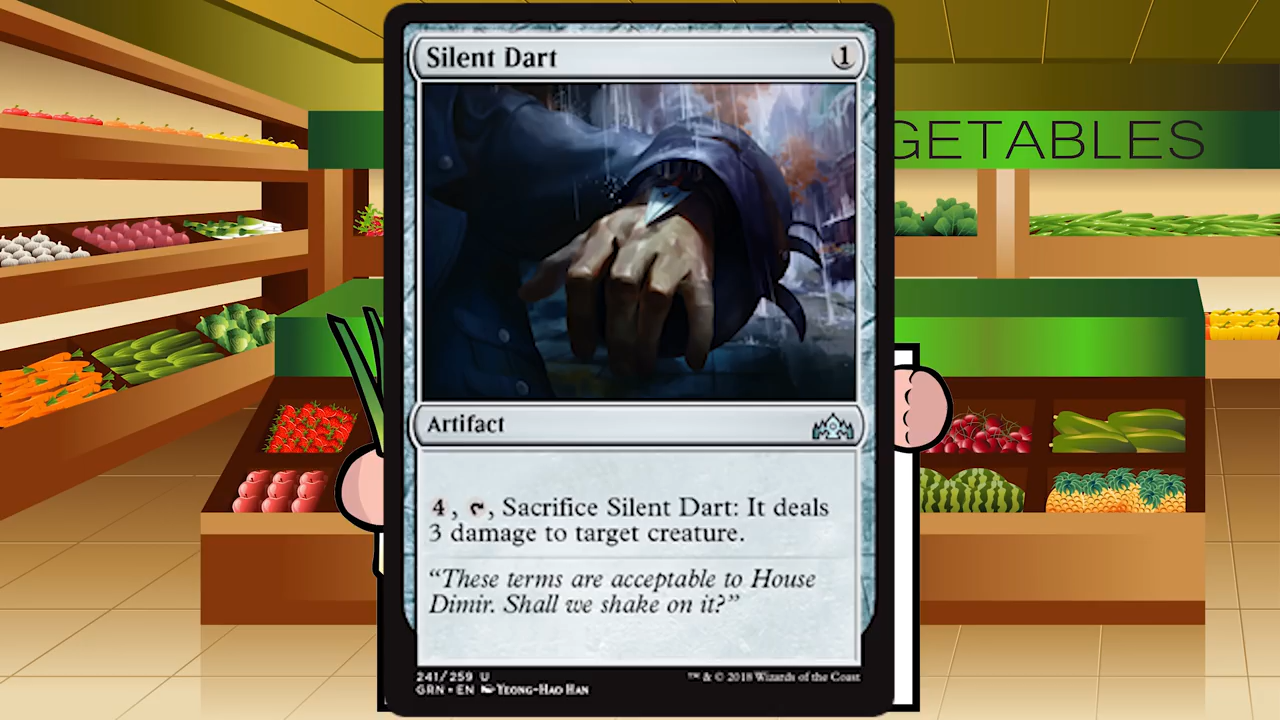 Silent Dart 1
GETABLES
Artifact
4, T, Sacrifice Silent Dart: It deals
3 damage to target creature.
“These terms are acceptable to House
Dimir. Shall we shake on it?”
241/259 U
GRN • EN Yeong-Hao Han
™ & © 2018 Wizards of the Coast